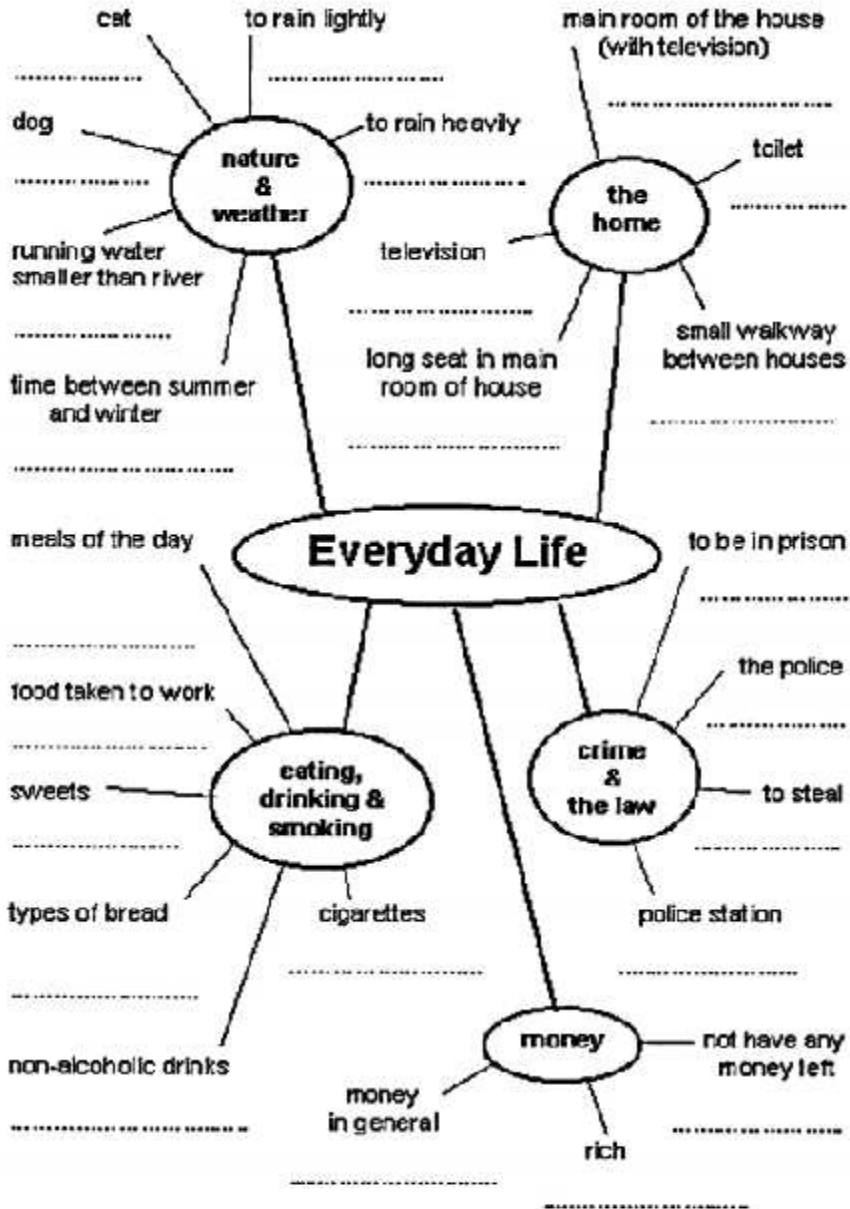 cat
to rain lightly
main room of the house
(with television)
dog
to rain heavily
toilet
nature
&
weather
the
home
running water
smaller than river
television
small walkway
between houses
long seat in main
room of house
time between summer
and winter
meals of the day
Everyday Life
to be in prison
food taken to work
the police
sweets
eating,
drinking &
smoking
crime
&
the law
to steal
types of bread
cigarettes
police station
non-alcoholic drinks
money
not have any
money left
money
in general
rich